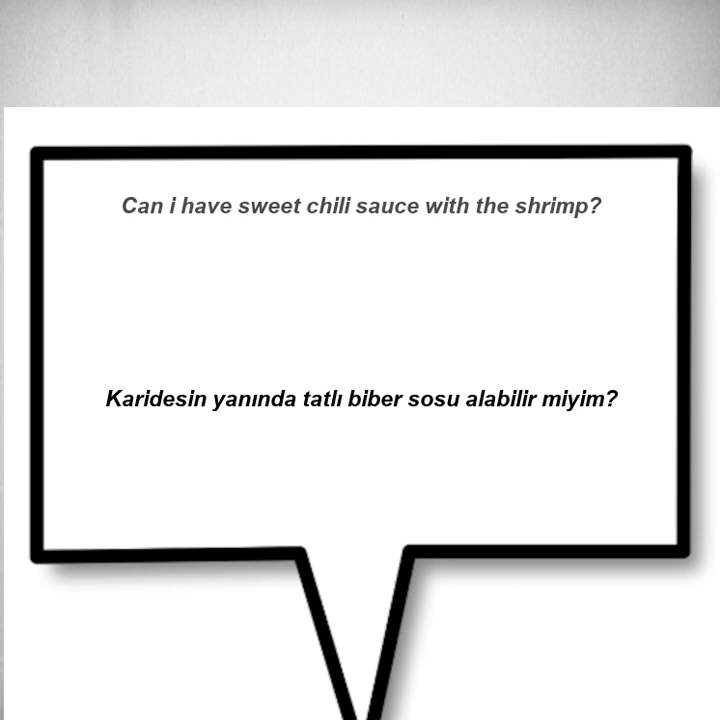 Can i have sweet chili sauce with the shrimp?
Karidesin yanında tatlı biber sosu alabilir miyim?